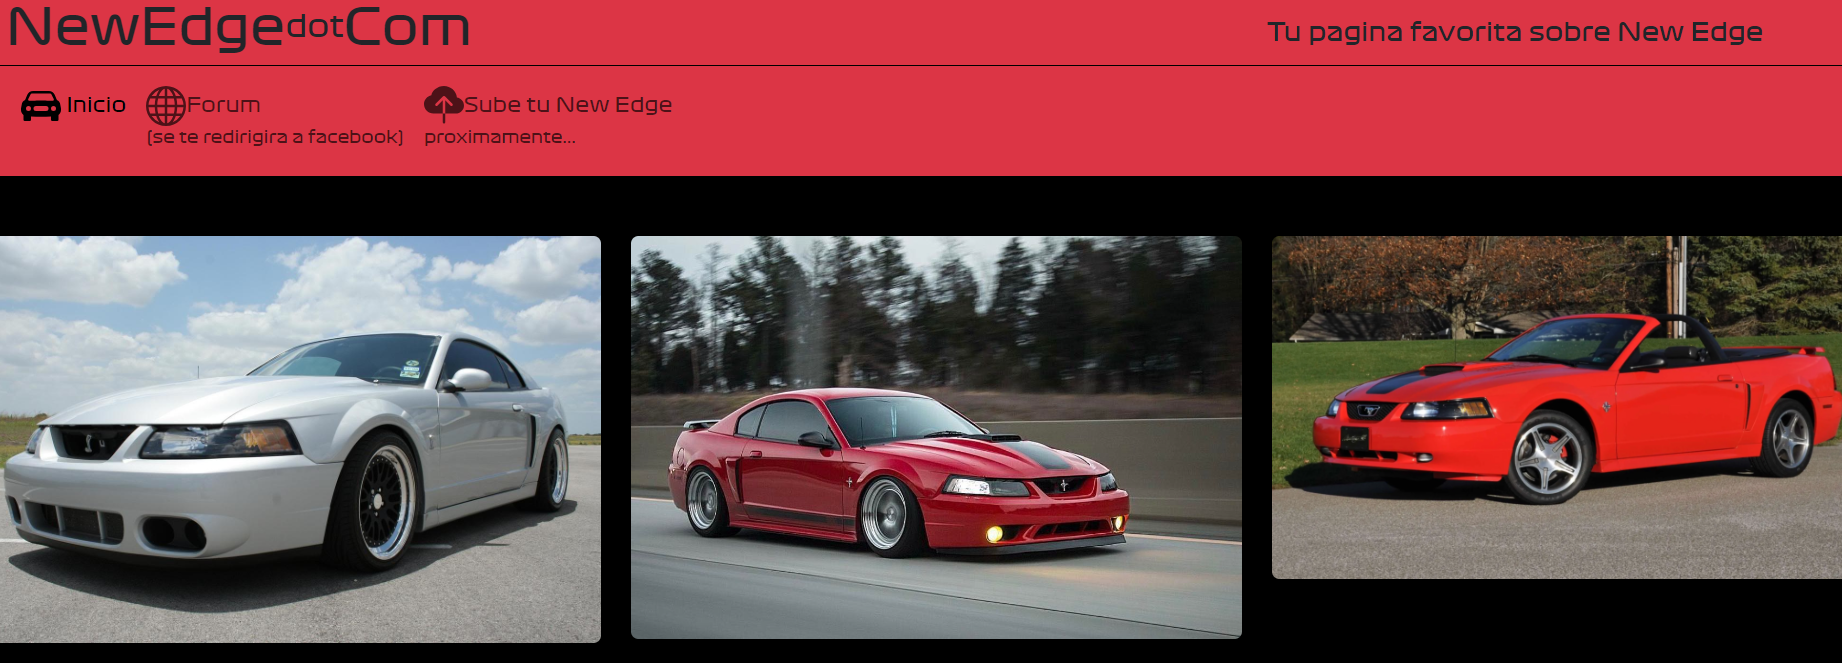 NewEdgedotCom
Tu pagina favorita sobre New Edge
Inicio
Forum
(se te redirigira a facebook)
Sube tu New Edge
proximamente...